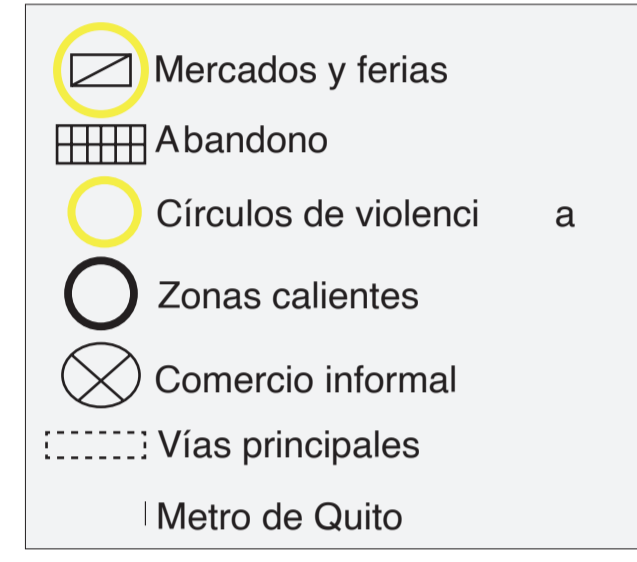 Mercados y ferias
Abandono
Círculos de violenci a
Zonas calientes
Comercio informal
Vías principales
Metro de Quito